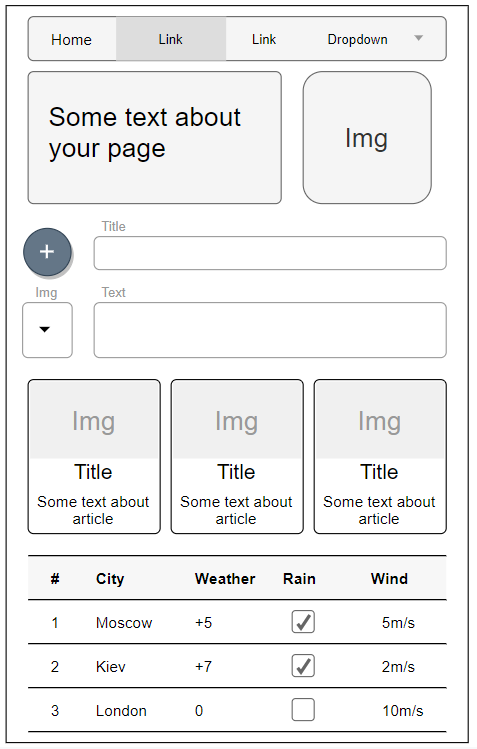 Home Link Link Dropdown
Some text about
your page
Img
Title
+
Img Text
Img Img Img
Title Title Title
Some text about Some text about Some text about
article article article
# City Weather Rain Wind
1 Moscow +5 5m/s
2 Kiev +7 2m/s
3 London 0 10m/s